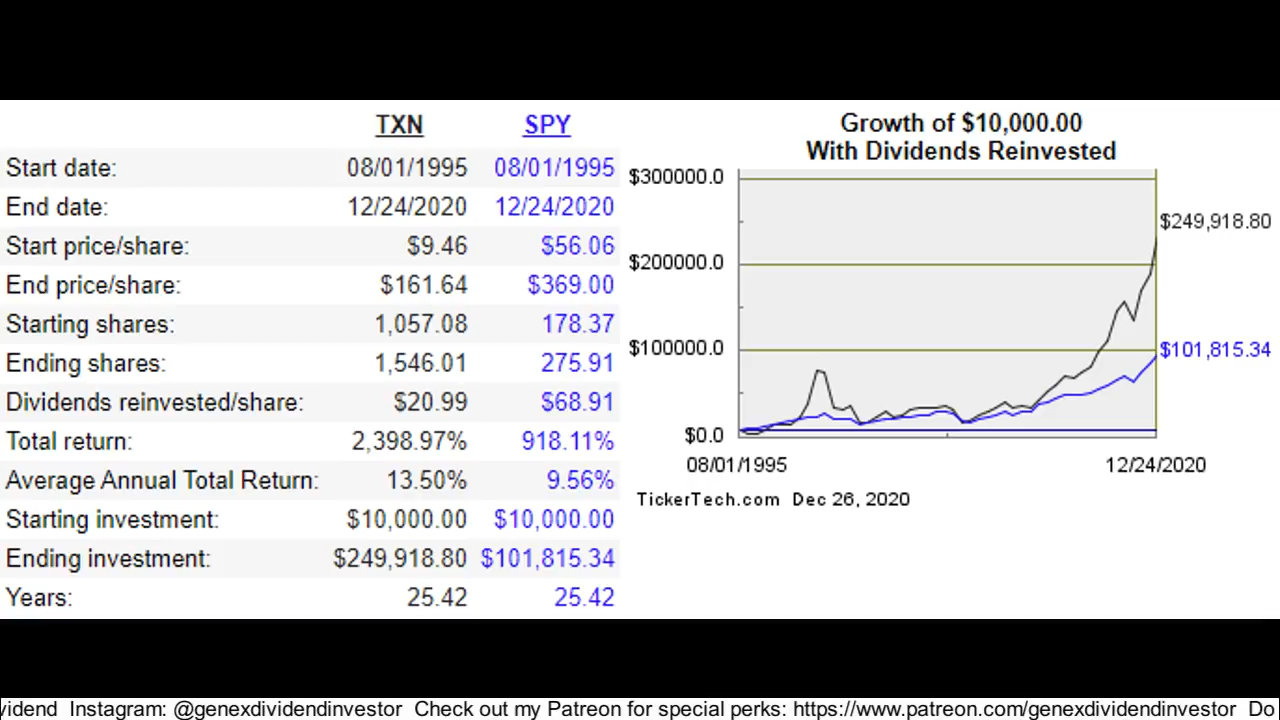 TXN SPY
Start date: 08/01/1995 08/01/1995
End date: 12/24/2020 12/24/2020
Start price/share: $9.46 $56.06
End price/share: $161.64 $369.00
Starting shares: 1,057.08 178.37
Ending shares: 1,546.01 275.91
Dividends reinvested/share: $20.99 $68.91
Total return: 2,398.97% 918.11%
Average Annual Total Return: 13.50% 9.56%
Starting investment: $10,000.00 $10,000.00
Ending investment: $249,918.80 $101,815.34
Years: 25.42 25.42
Growth of $10,000.00
With Dividends Reinvested
$300000.0
$249,918.80
$200000.0
$100000.0
$101,815.34
$0.0
08/01/1995 12/24/2020
TickerTech.com Dec 26, 2020
vidend Instagram: @genexdividendinvestor Check out my Patreon for special perks: https://www.patreon.com/genexdividendinvestor Do